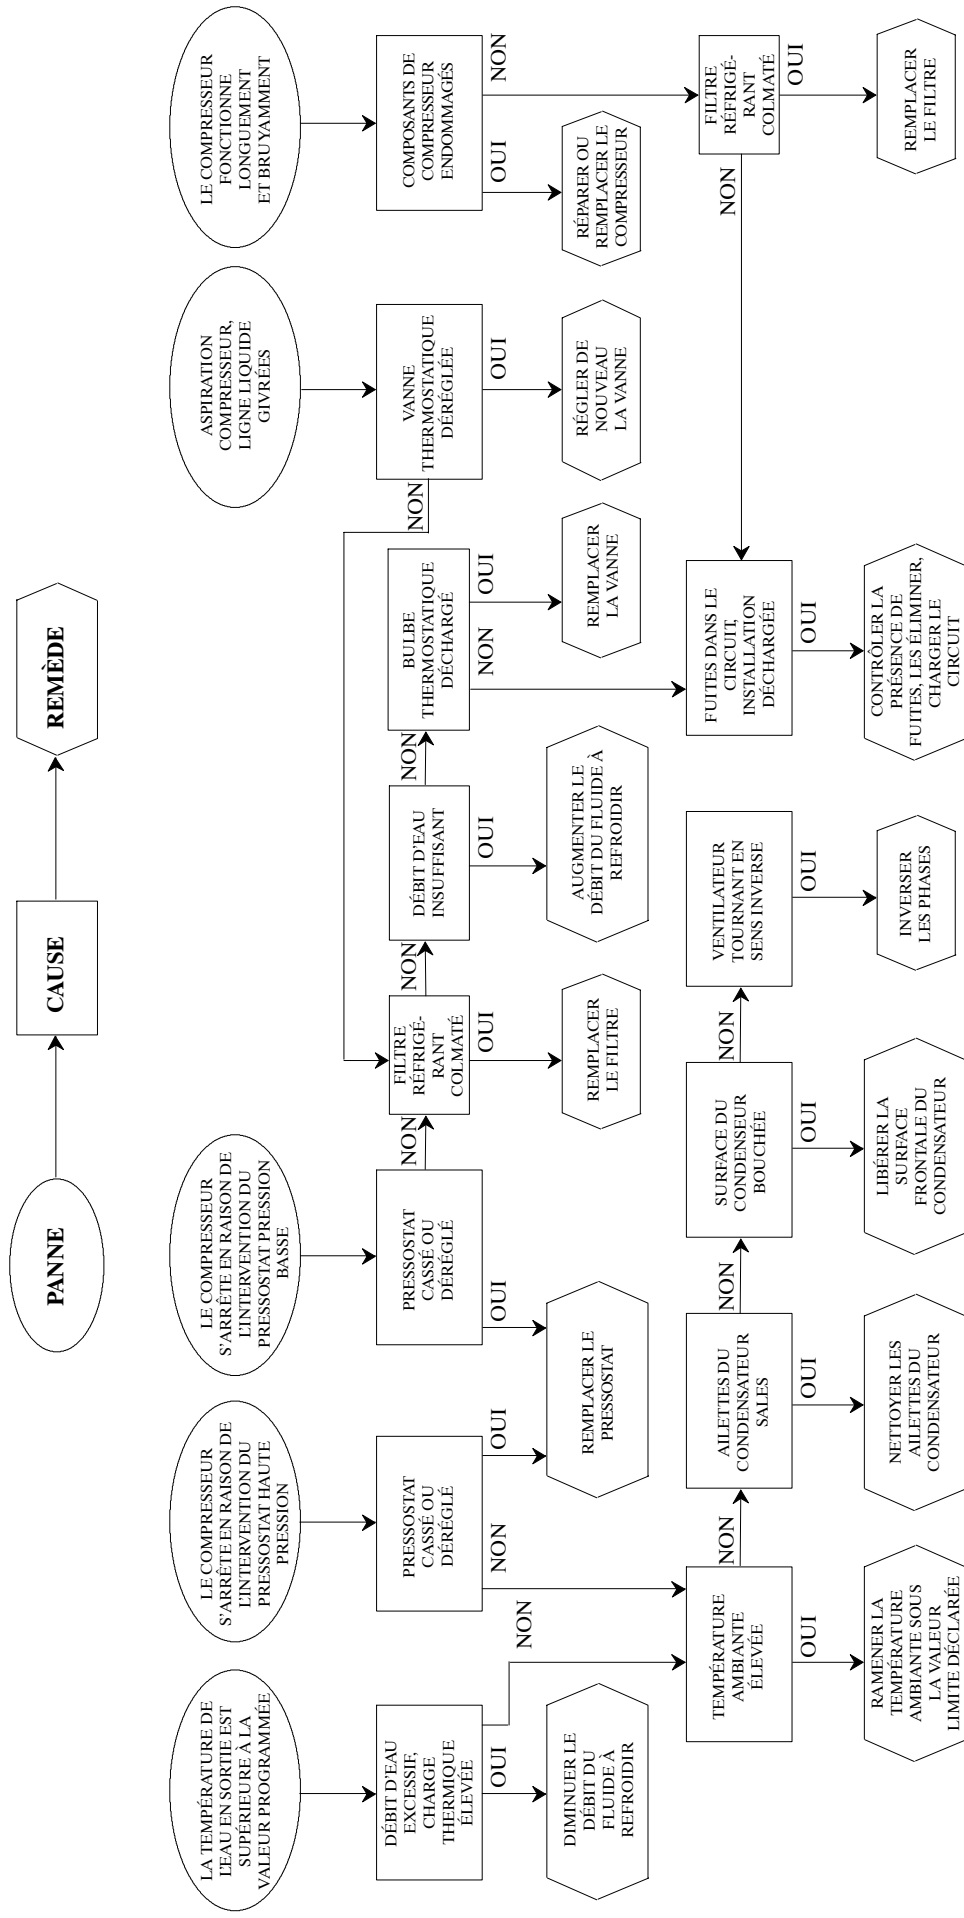 PANNE
CAUSE
REMÈDE
LA TEMPÉRATURE DE
L'EAU EN SORTIE EST
SUPÉRIEURE À LA
VALEUR PROGRAMMÉE
LE COMPRESSEUR
S'ARRÊTE EN RAISON DE
L'INTERVENTION DU
PRESSOSTAT HAUTE
PRESSION
LE COMPRESSEUR
S'ARRÊTE EN RAISON DE
L'INTERVENTION DU
PRESSOSTAT PRESSION
BASSE
ASPIRATION
COMPRESSEUR,
LIGNE LIQUIDE
GIVRÉES
LE COMPRESSEUR
FONCTIONNE
LONGUEMENT
ET BRUYAMMENT
DÉBIT D'EAU
EXCESSIF,
CHARGE
THERMIQUE
ÉLEVÉE
PRESSOSTAT
CASSÉ OU
DÉRÉGLÉ
PRESSOSTAT
CASSÉ OU
DÉRÉGLÉ
NON
FILTRE
RÉFRIGÉ-
RANT
COLMATÉ
NON
DÉBIT D'EAU
INSUFFISANT
NON
BULBE
THERMOSTATIQUE
DÉCHARGÉ
NON
VANNE
THERMOSTATIQUE
DÉRÉGLÉE
COMPOSANTS DE
COMPRESSEUR
ENDOMMAGÉS
OUI
NON
NON
OUI
OUI
OUI
OUI
NON
OUI
OUI
OUI
NON
DIMINUER LE
DÉBIT DU
FLUIDE À
REFROIDIR
REMPLACER LE
PRESSOSTAT
REMPLACER
LE FILTRE
AUGMENTER LE
DÉBIT DU FLUIDE À
REFROIDIR
REMPLACER
LA VANNE
RÉGLER DE
NOUVEAU
LA VANNE
RÉPARER OU
REMPLACER LE
COMPRESSEUR
TEMPÉRATURE
AMBIANTE
ÉLEVÉE
NON
AILETTES DU
CONDENSATEUR
SALES
NON
SURFACE DU
CONDENSEUR
BOUCHÉE
NON
VENTILATEUR
TOURNANT EN
SENS INVERSE
FUITES DANS LE
CIRCUIT,
INSTALLATION
DÉCHARGÉE
NON
FILTRE
RÉFRIGÉ-
RANT
COLMATÉ
OUI
OUI
OUI
OUI
OUI
OUI
RAMENER LA
TEMPÉRATURE
AMBIANTE SOUS
LA VALEUR
LIMITE DÉCLARÉE
NETTOYER LES
AILETTES DU
CONDENSATEUR
LIBÉRER LA
SURFACE
FRONTALE DU
CONDENSATEUR
INVERSER
LES PHASES
CONTRÔLER LA
PRÉSENCE DE
FUITES, LES ÉLIMINER,
CHARGER LE
CIRCUIT
REMPLACER
LE FILTRE